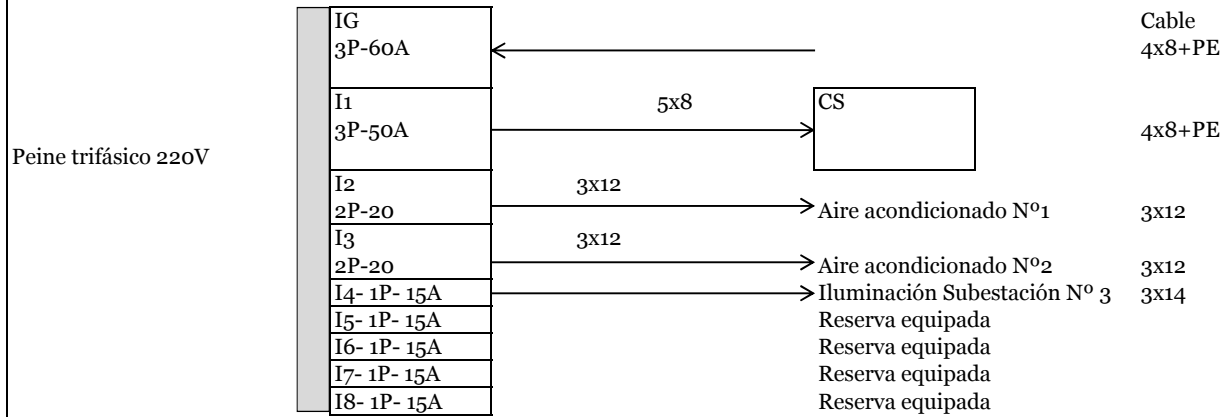 IG Cable
3P-60A 4x8+PE
I1 5x8 CS
3P-50A 4x8+PE
Peine trifásico 220V
I2 3x12
2P-20 Aire acondicionado Nº1 3x12
I3 3x12
2P-20 Aire acondicionado Nº2 3x12
I4- 1P- 15A Iluminación Subestación Nº 3 3x14
I5- 1P- 15A Reserva equipada
I6- 1P- 15A Reserva equipada
I7- 1P- 15A Reserva equipada
I8- 1P- 15A Reserva equipada